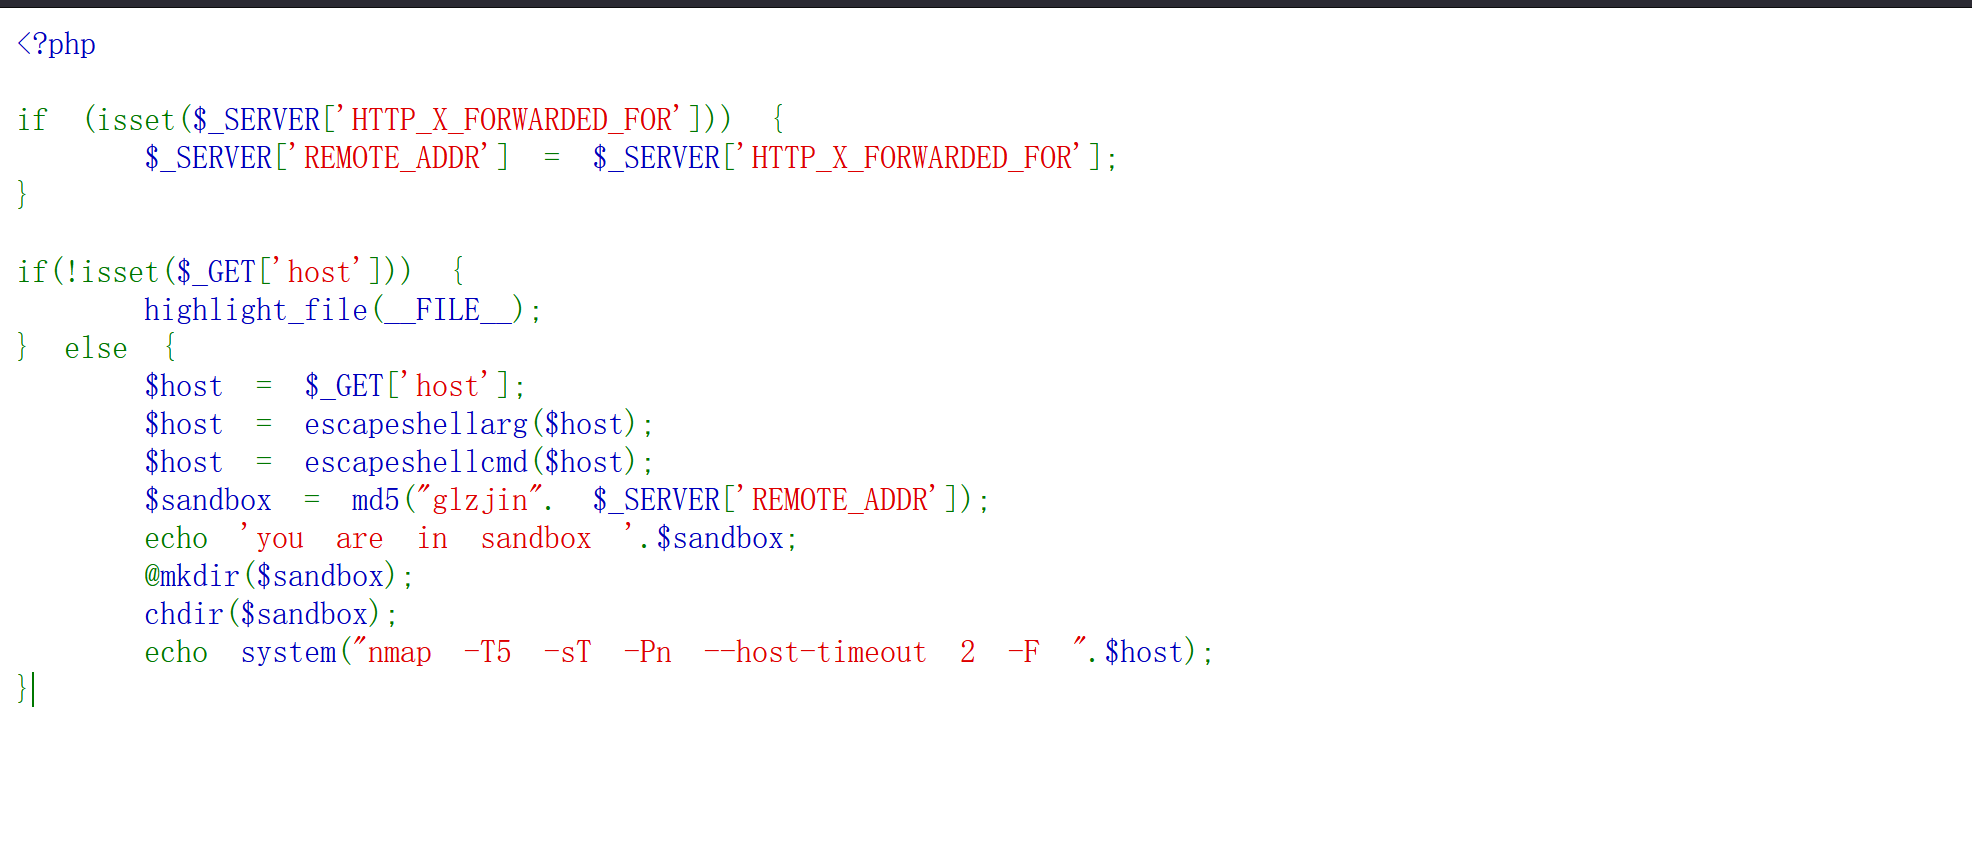 <?php

if (isset($_SERVER['HTTP_X_FORWARDED_FOR'])) {
    $_SERVER['REMOTE_ADDR'] = $_SERVER['HTTP_X_FORWARDED_FOR'];
}

if(!isset($_GET['host'])) {
    highlight_file(__FILE__);
} else {
    $host = $_GET['host'];
    $host = escapeshellarg($host);
    $host = escapeshellcmd($host);
    $sandbox = md5("glzjin". $_SERVER['REMOTE_ADDR']);
    echo 'you are in sandbox '.$sandbox;
    @mkdir($sandbox);
    chdir($sandbox);
    echo system("nmap -T5 -sT -Pn --host-timeout 2 -F ".$host);
}